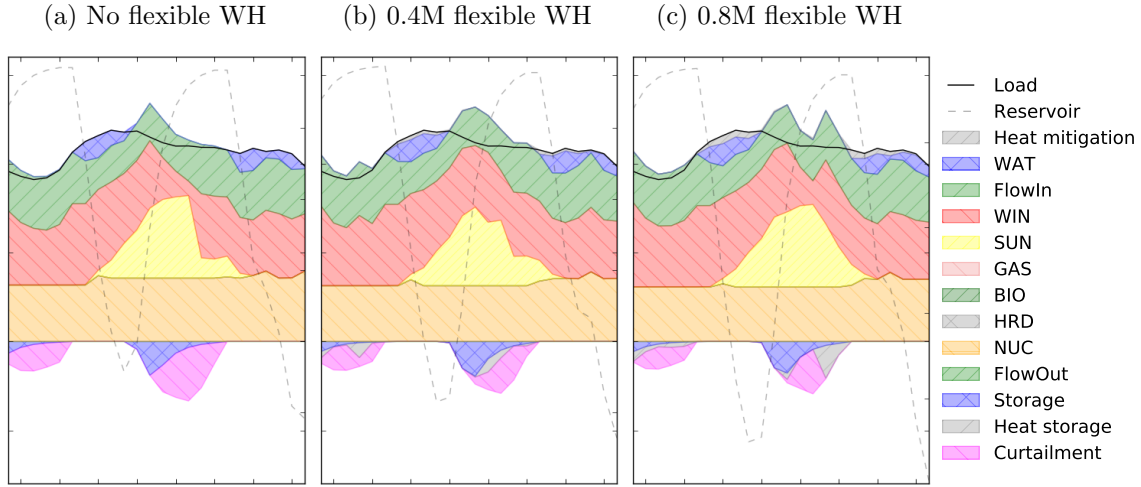 (a) No flexible WH
(b) 0.4M flexible WH
(c) 0.8M flexible WH
Load
Reservoir
Heat mitigation
WAT
FlowIn
WIN
SUN
GAS
BIO
HRD
NUC
FlowOut
Storage
Heat storage
Curtailment